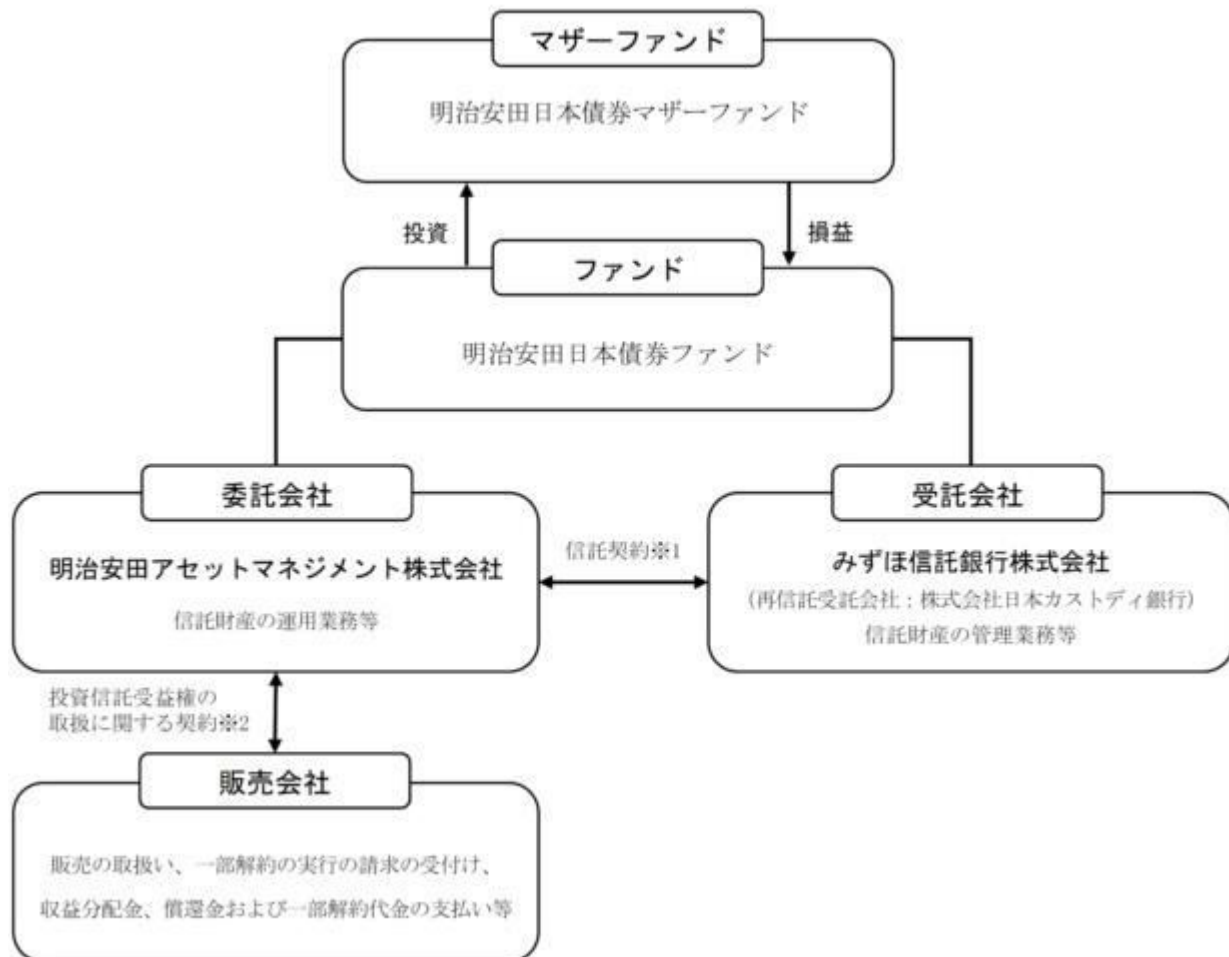 マザーファンド
明治安田日本債券マザーファンド
投資
損益
ファンド
明治安田日本債券ファンド
委託会社
明治安田アセットマネジメント株式会社
信託財産の運用業務等
信託契約※1
受託会社
みずほ信託銀行株式会社
(再信託受託会社：株式会社日本カストディ銀行)
信託財産の管理業務等
投資信託受益権の
取扱に関する契約※2
販売会社
販売の取扱い、一部解約の実行の請求の受付け、
収益分配金、償還金および一部解約代金の支払い等